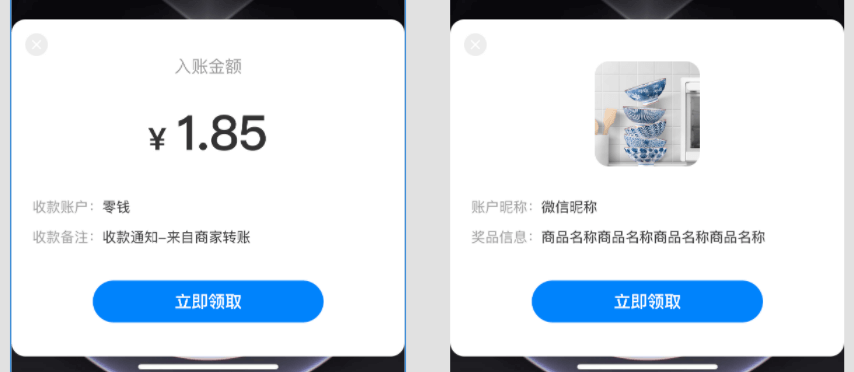 入账金额
¥ 1.85
收款账户：零钱
收款备注：收款通知-来自商家转账
立即领取
账户昵称：微信昵称
奖品信息：商品名称商品名称商品名称商品名称
立即领取